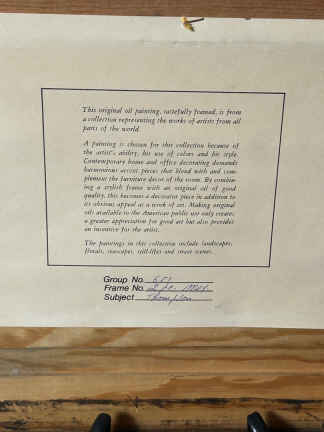 This original oil painting, tastefully framed, is from
a collection representing the works of artists from all
parts of the world.
A painting is chosen for this collection because of
the artist's ability, his use of colors and his style.
Contemporary home and office decorating demands
harmonious accent pieces that blend with and com-
plement the furniture decor of the room. By combin-
ing a stylish frame with an original oil of good
quality, this becomes a decorator piece in addition to
its obvious appeal as a work of art. Making original
oils available to the American public not only creates
a greater appreciation for good art but also provides
an incentive for the artist.
The paintings in this collection include landscapes,
florals, seascapes, still-lifes and street scenes.
Group No. 651
Frame No.
Subject Thompson